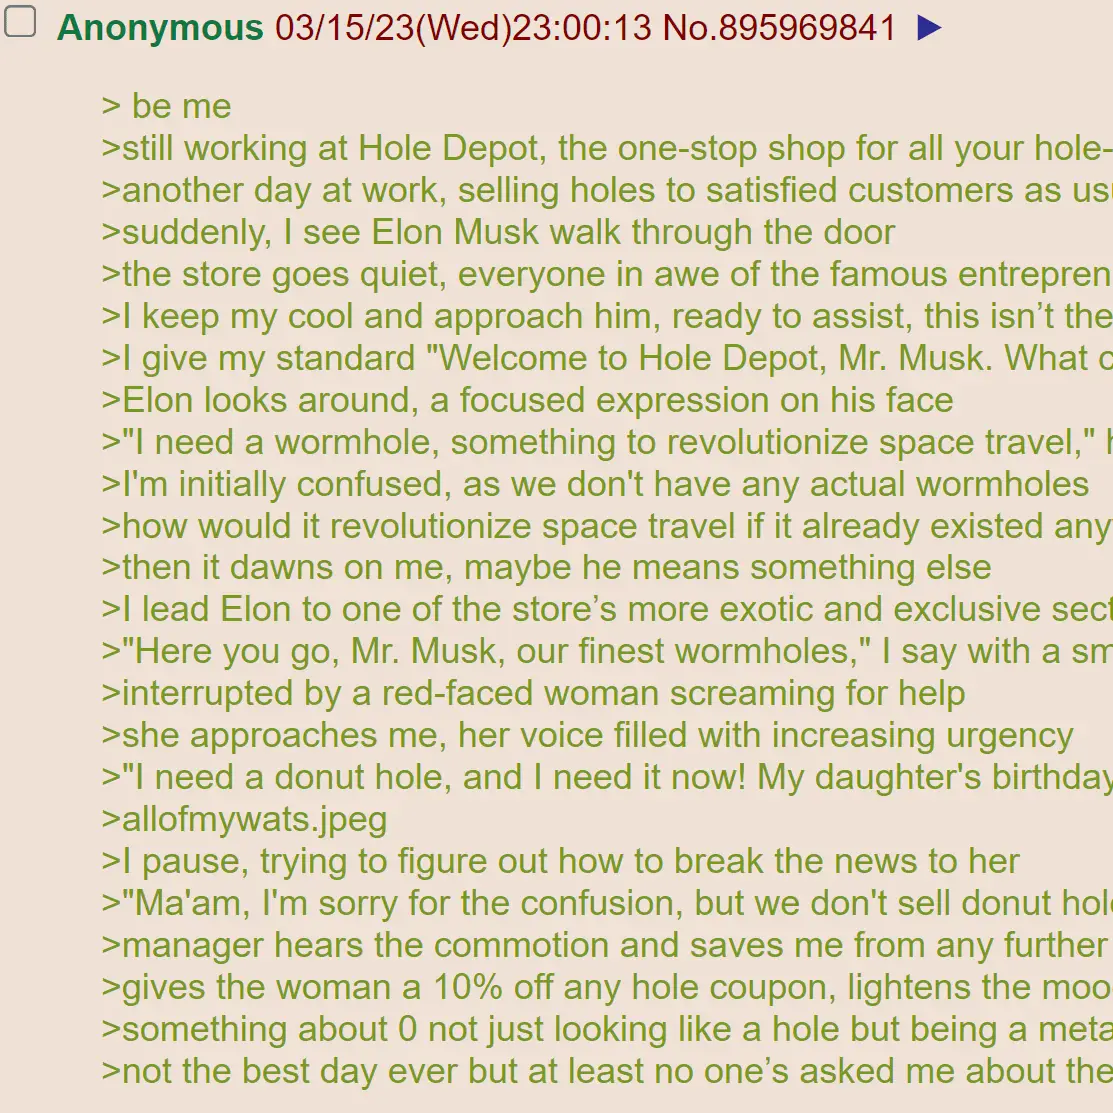 Anonymous 03/15/23(Wed)23:00:13 No.895969841 ▶
> be me
>still working at Hole Depot, the one-stop shop for all your hole-
>another day at work, selling holes to satisfied customers as usu
>suddenly, I see Elon Musk walk through the door
>the store goes quiet, everyone in awe of the famous entrepren
>I keep my cool and approach him, ready to assist, this isn’t the
>I give my standard "Welcome to Hole Depot, Mr. Musk. What c
>Elon looks around, a focused expression on his face
>"I need a wormhole, something to revolutionize space travel," h
>I'm initially confused, as we don't have any actual wormholes
>how would it revolutionize space travel if it already existed any
>then it dawns on me, maybe he means something else
>I lead Elon to one of the store’s more exotic and exclusive sect
>"Here you go, Mr. Musk, our finest wormholes," I say with a sm
>interrupted by a red-faced woman screaming for help
>she approaches me, her voice filled with increasing urgency
>"I need a donut hole, and I need it now! My daughter's birthday
>allofmywats.jpeg
>I pause, trying to figure out how to break the news to her
>"Ma'am, I'm sorry for the confusion, but we don't sell donut hol
>manager hears the commotion and saves me from any further
>gives the woman a 10% off any hole coupon, lightens the moo
>something about 0 not just looking like a hole but being a meta
>not the best day ever but at least no one’s asked me about the